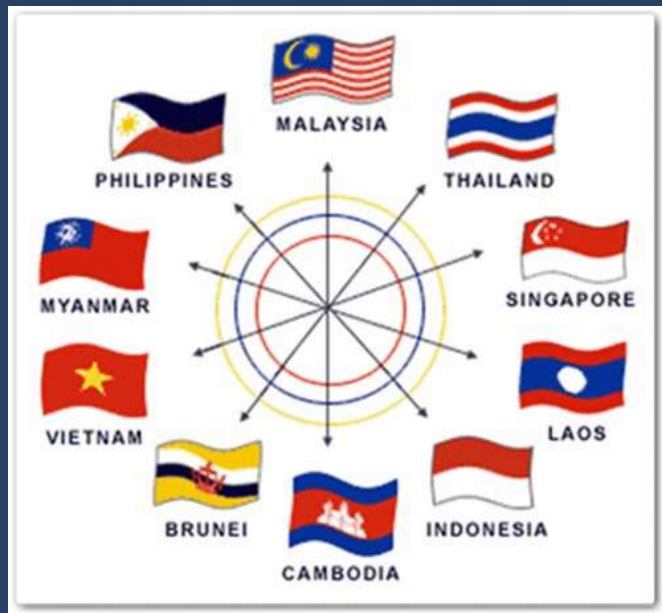 MALAYSIA
PHILIPPINES
THAILAND
MYANMAR
SINGAPORE
VIETNAM
LAOS
BRUNEI
INDONESIA
CAMBODIA